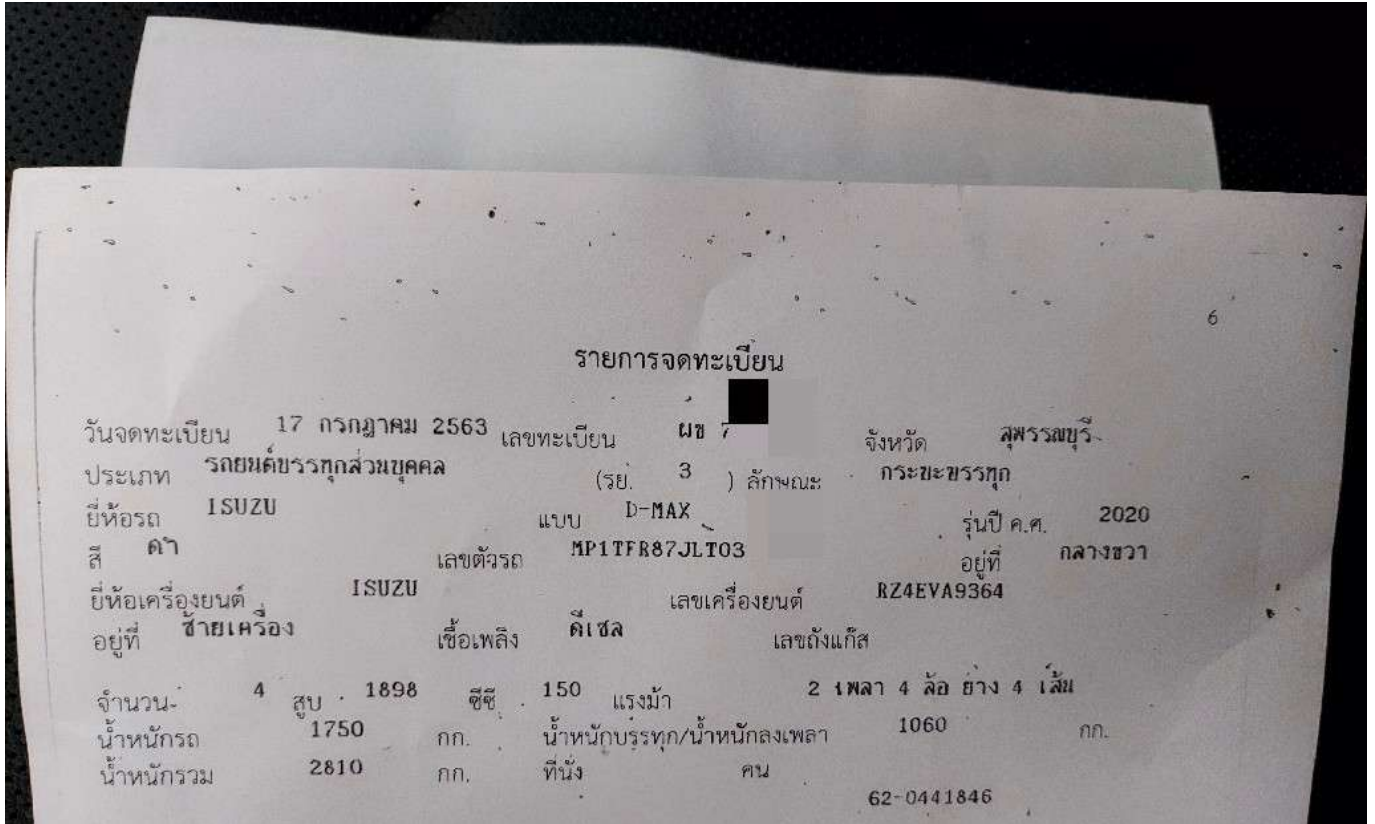 6
รายการจดทะเบียน
วันจดทะเบียน 17 กรกฎาคม 2563 เลขทะเบียน ผข 7 จังหวัด สุพรรณบุรี
ประเภท รถยนต์บรรทุกส่วนบุคคล (รย. 3 ) ลักษณะ กระบะบรรทุก
ยี่ห้อรถ ISUZU แบบ D-MAX รุ่นปี ค.ศ. 2020
สี ดำ เลขตัวรถ MP1TFR87JLT03 อยู่ที่ กลางขวา
ยี่ห้อเครื่องยนต์ ISUZU เลขเครื่องยนต์ RZ4EVA9364
อยู่ที่ ซ้ายเครื่อง เชื้อเพลิง ดีเซล เลขถังแก๊ส
จำนวน 4 สูบ 1898 ซีซี 150 แรงม้า 2 เพลา 4 ล้อ ยาง 4 เส้น
น้ำหนักรถ 1750 กก. น้ำหนักบรรทุก/น้ำหนักลงเพลา 1060 กก.
น้ำหนักรวม 2810 กก. ที่นั่ง คน
62-0441846